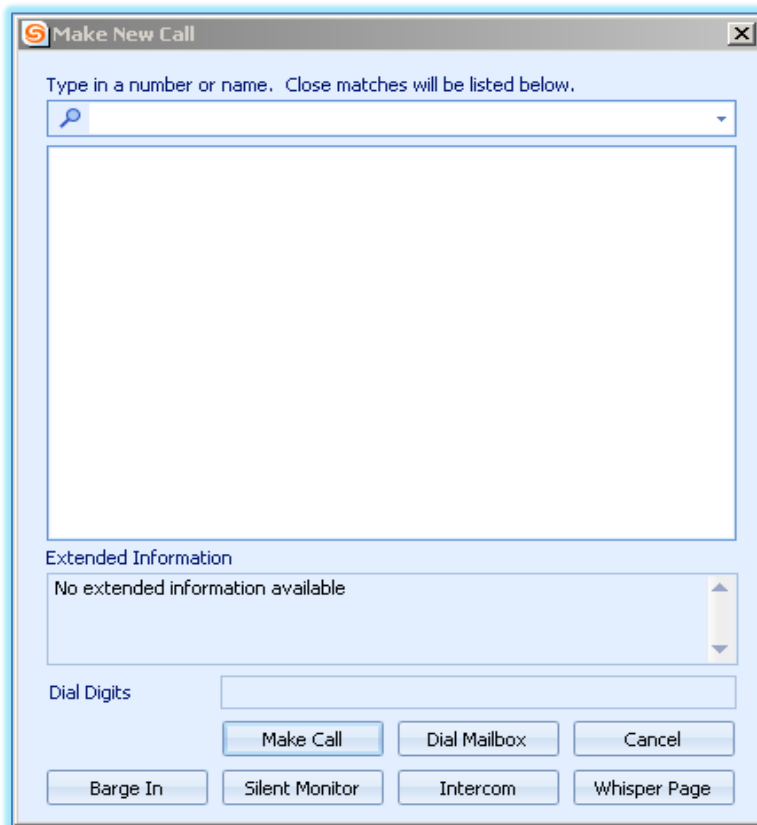 Make New Call
Type in a number or name. Close matches will be listed below.
Extended Information
No extended information available
Dial Digits
Make Call Dial Mailbox Cancel
Barge In Silent Monitor Intercom Whisper Page